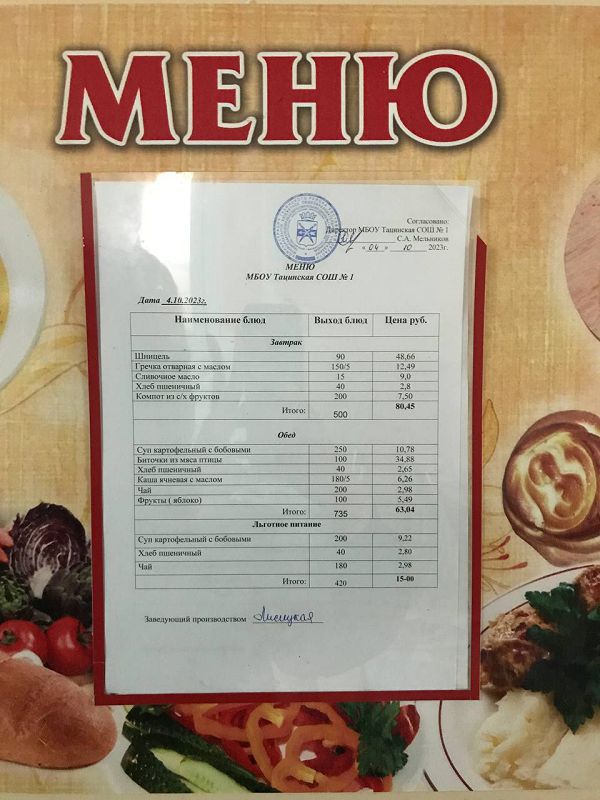 МЕНЮ
Согласовано:
Директор МБОУ Тацинская СОШ № 1
С.А. Мельников
« 04 » 10 2023г.
МЕНЮ
МБОУ Тацинская СОШ № 1
Дата 4.10.2023г.
Наименование блюд Выход блюд Цена руб.
Завтрак
Шницель 90 48,66
Гречка отварная с маслом 150/5 12,49
Сливочное масло 15 9,0
Хлеб пшеничный 40 2,8
Компот из с/х фруктов 200 7,50
Итого: 500 80,45
Обед
Суп картофельный с бобовыми 250 10,78
Биточки из мяса птицы 100 34,88
Хлеб пшеничный 40 2,65
Каша ячневая с маслом 180/5 6,26
Чай 200 2,98
Фрукты ( яблоко) 100 5,49
Итого: 735 63,04
Льготное питание
Суп картофельный с бобовыми 200 9,22
Хлеб пшеничный 40 2,80
Чай 180 2,98
Итого: 420 15-00
Заведующий производством